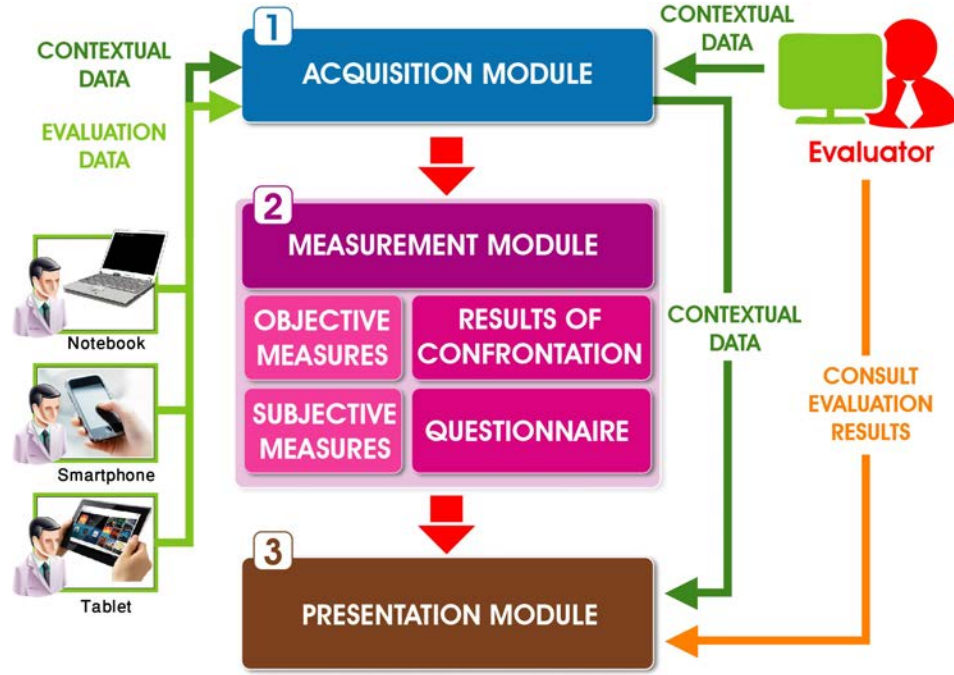 1
ACQUISITION MODULE
CONTEXTUAL
DATA
EVALUATION
DATA
CONTEXTUAL
DATA
Evaluator
2
MEASUREMENT MODULE
OBJECTIVE
MEASURES
RESULTS OF
CONFRONTATION
SUBJECTIVE
MEASURES
QUESTIONNAIRE
Notebook
Smartphone
Tablet
CONTEXTUAL
DATA
CONSULT
EVALUATION
RESULTS
3
PRESENTATION MODULE